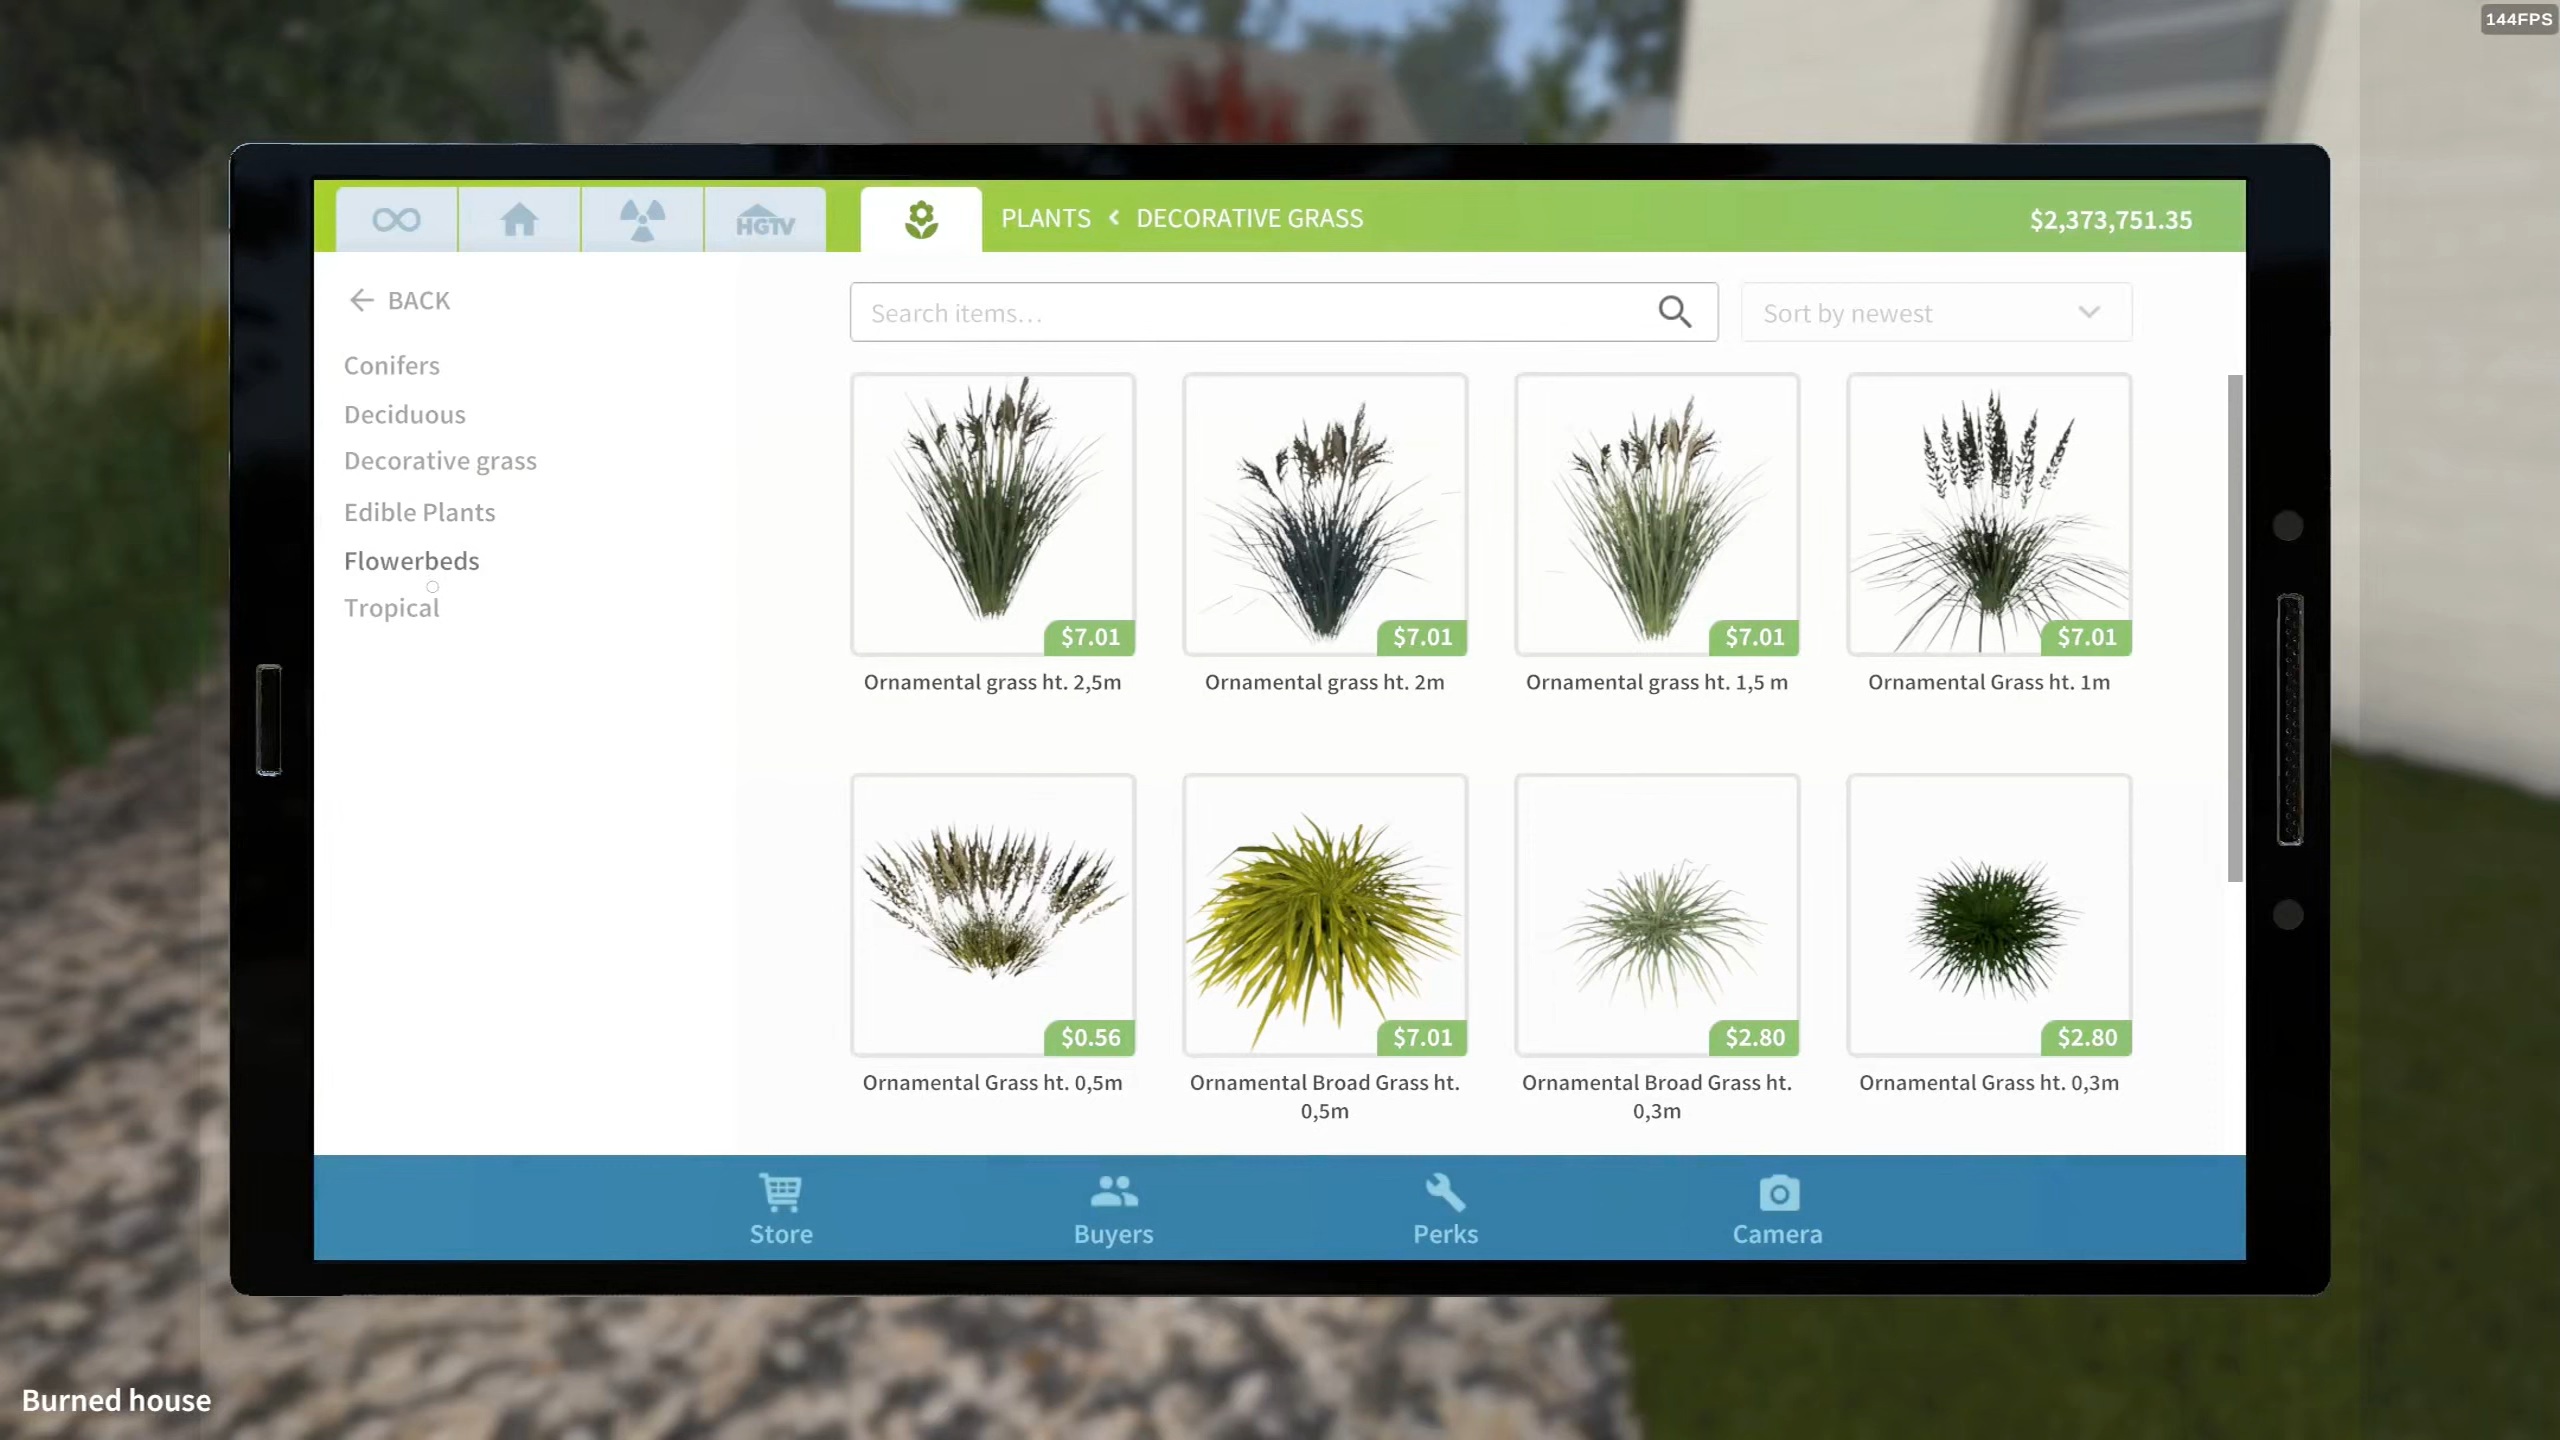 144FPS
HGTV
PLANTS < DECORATIVE GRASS
$2,373,751.35
BACK
Search items...
Sort by newest
Conifers
Deciduous
Decorative grass
Edible Plants
Flowerbeds
Tropical
$7.01
$7.01
$7.01
$7.01
Ornamental grass ht. 2,5m
Ornamental grass ht. 2m
Ornamental grass ht. 1,5 m
Ornamental Grass ht. 1m
$0.56
$7.01
$2.80
$2.80
Ornamental Grass ht. 0,5m
Ornamental Broad Grass ht.
0,5m
Ornamental Broad Grass ht.
0,3m
Ornamental Grass ht. 0,3m
Store
Buyers
Perks
Camera
Burned house